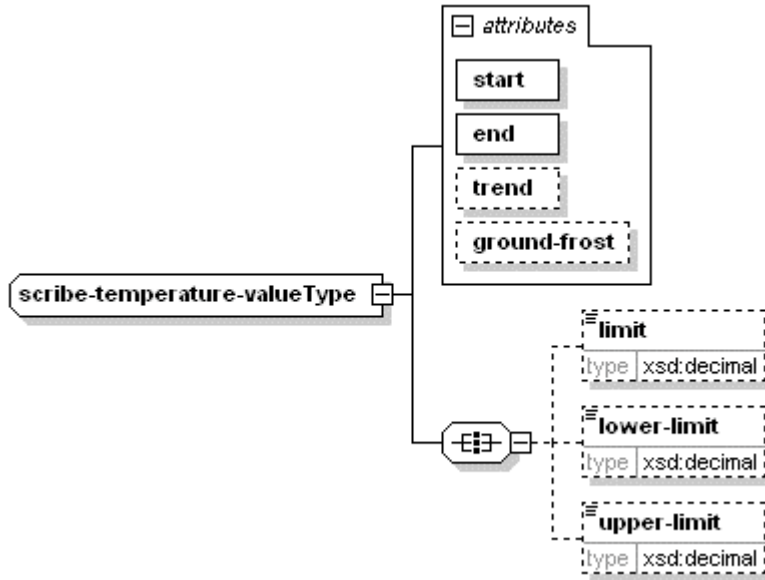 attributes
start
end
trend
ground-frost
scribe-temperature-valueType
limit
type xsd:decimal
lower-limit
type xsd:decimal
upper-limit
type xsd:decimal